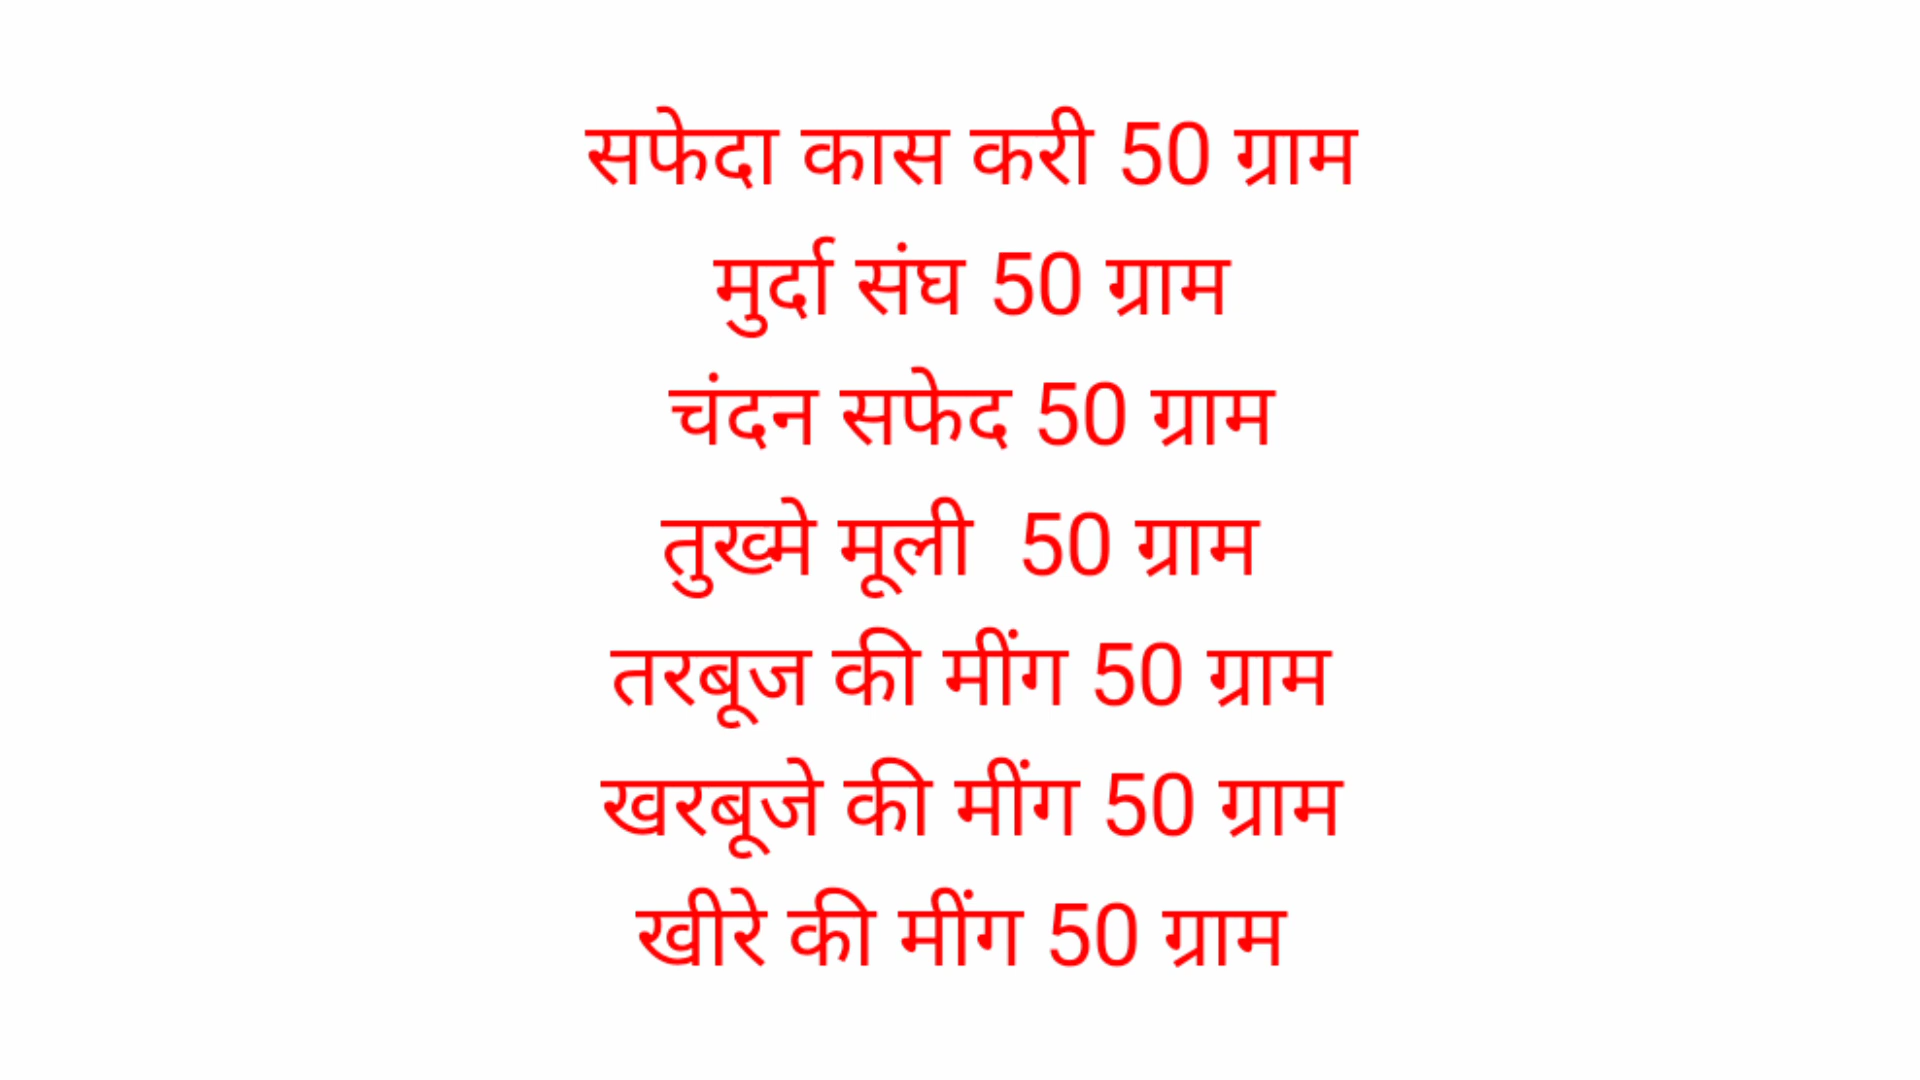 सफेदा कास करी 50 ग्राम
मुर्दा संघ 50 ग्राम
चंदन सफेद 50 ग्राम
तुख्मे मूली  50 ग्राम
तरबूज की मींग 50 ग्राम
खरबूजे की मींग 50 ग्राम
खीरे की मींग 50 ग्राम